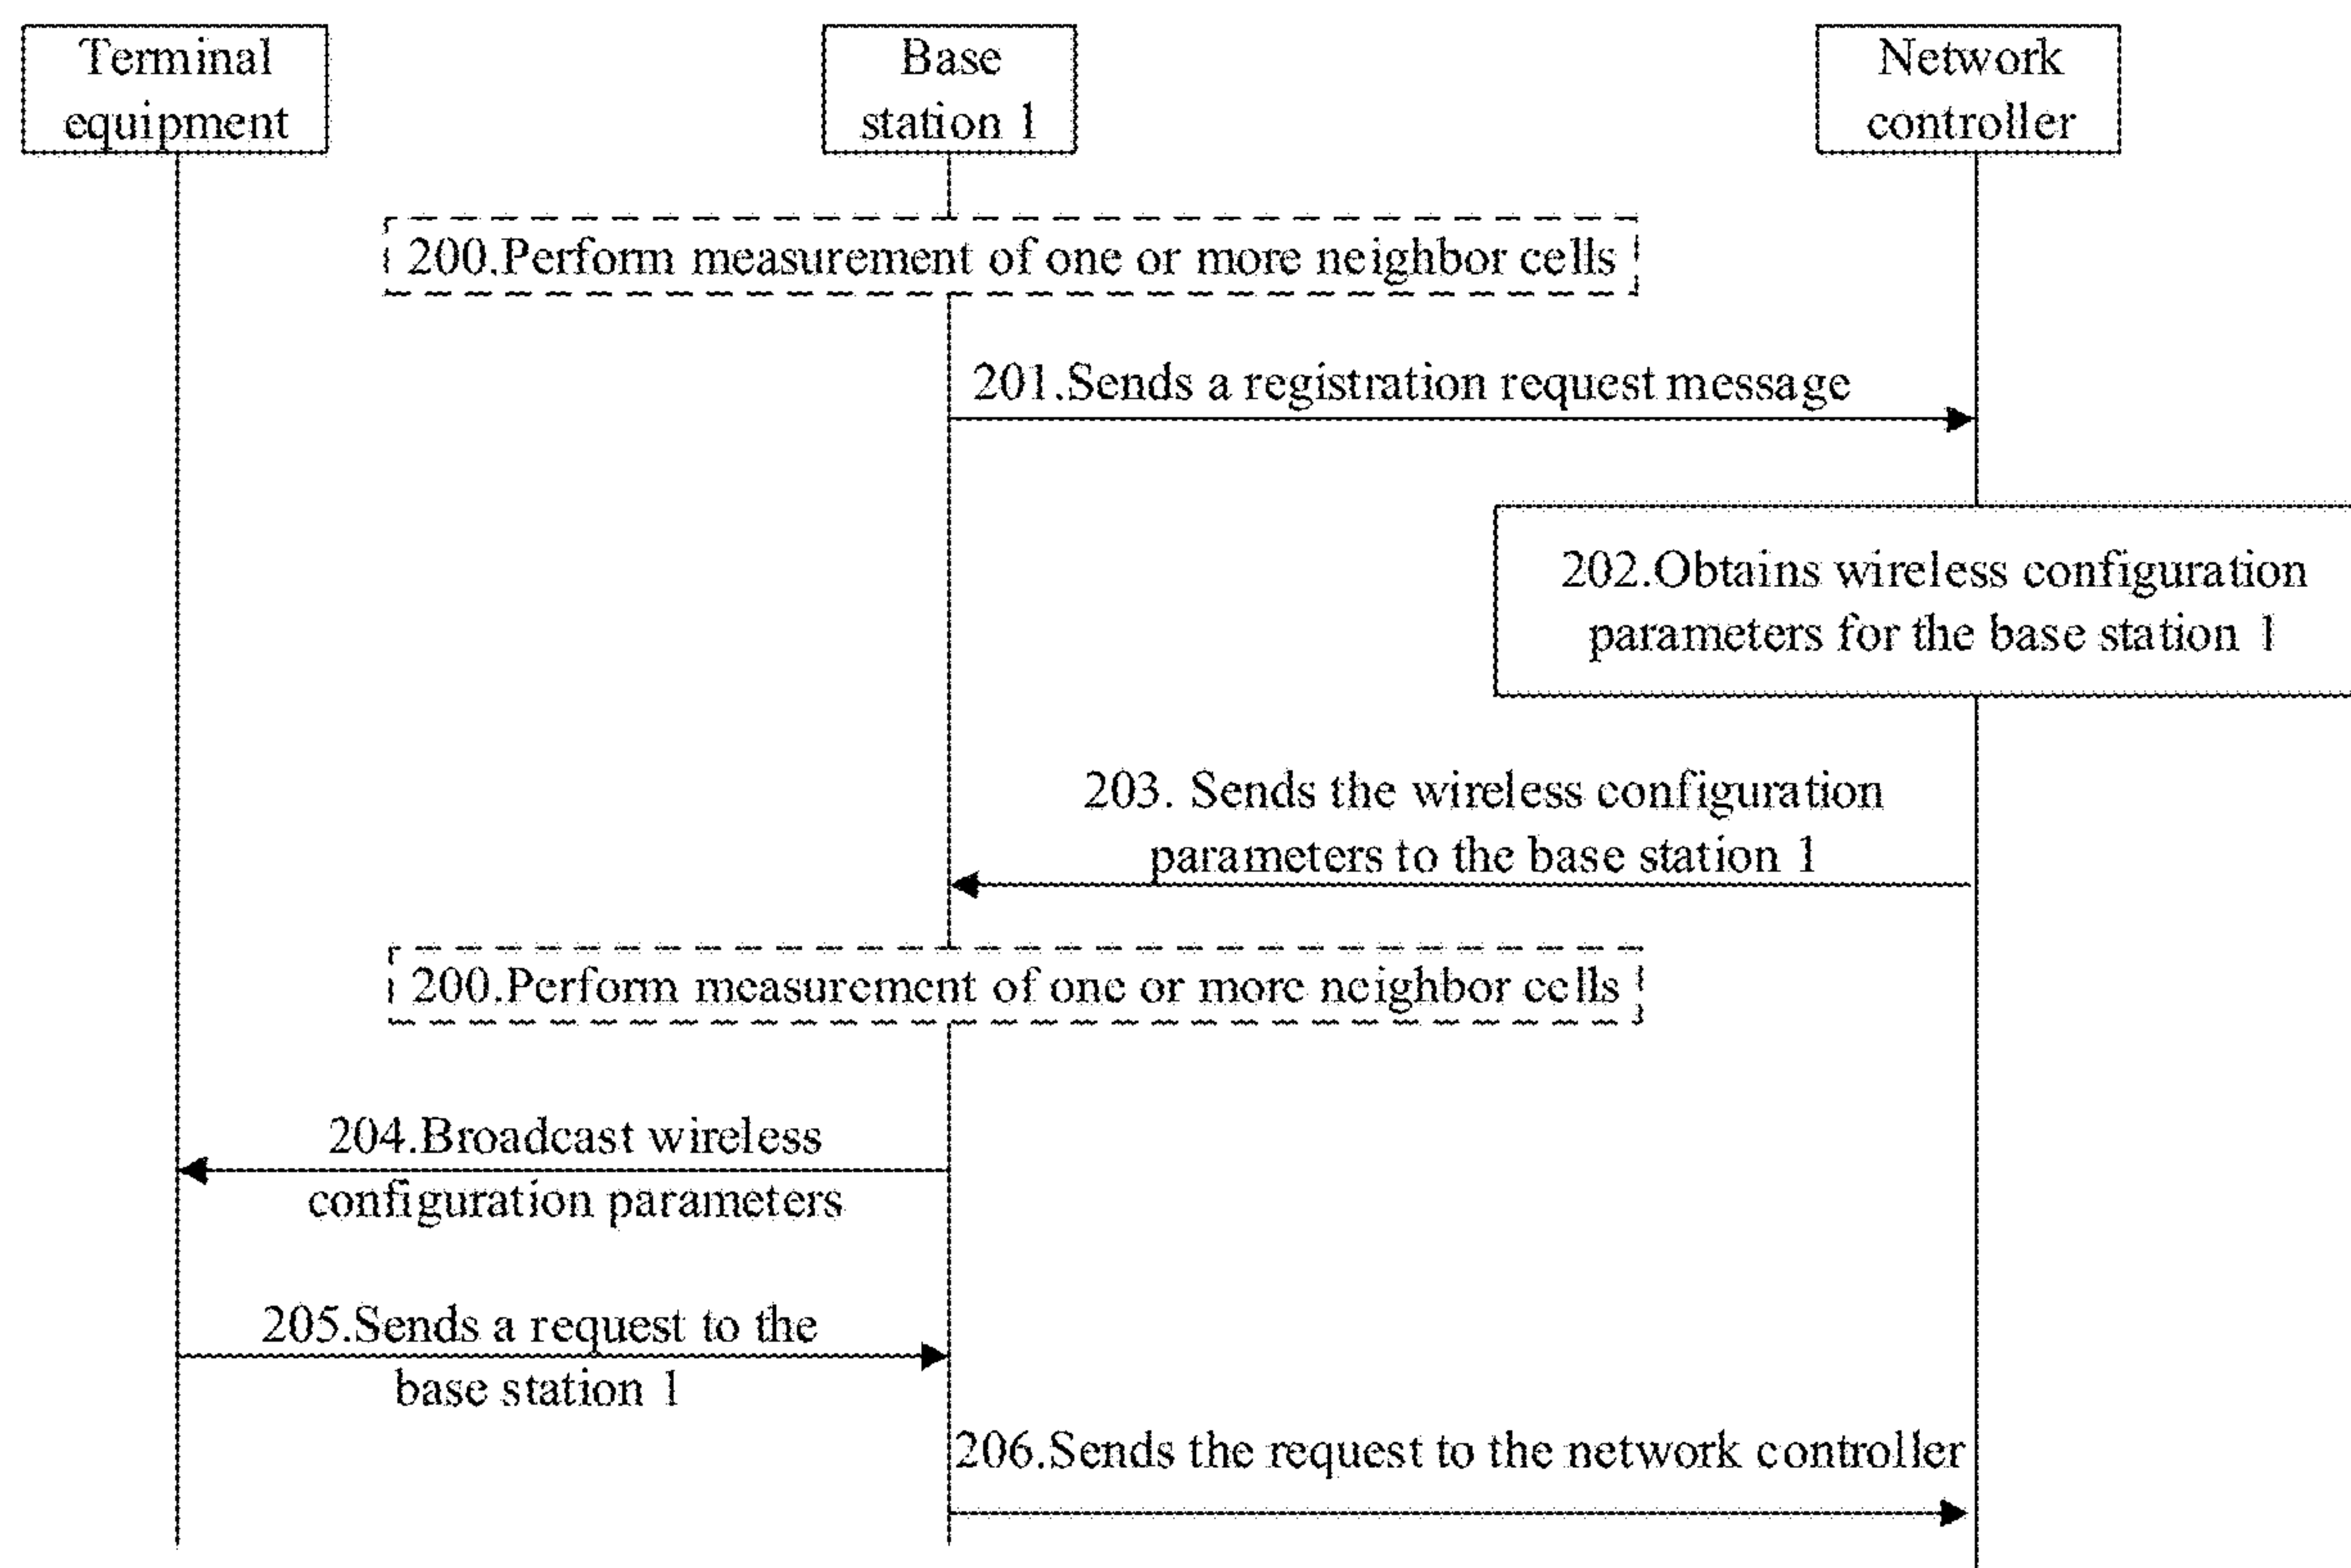 Terminal
equipment
Base
station 1
Network
controller
200.Perform measurement of one or more neighbor cells
201.Sends a registration request message
202.Obtains wireless configuration
parameters for the base station 1
203. Sends the wireless configuration
parameters to the base station 1
200.Perform measurement of one or more neighbor cells
204.Broadcast wireless
configuration parameters
205.Sends a request to the
base station 1
206.Sends the request to the network controller